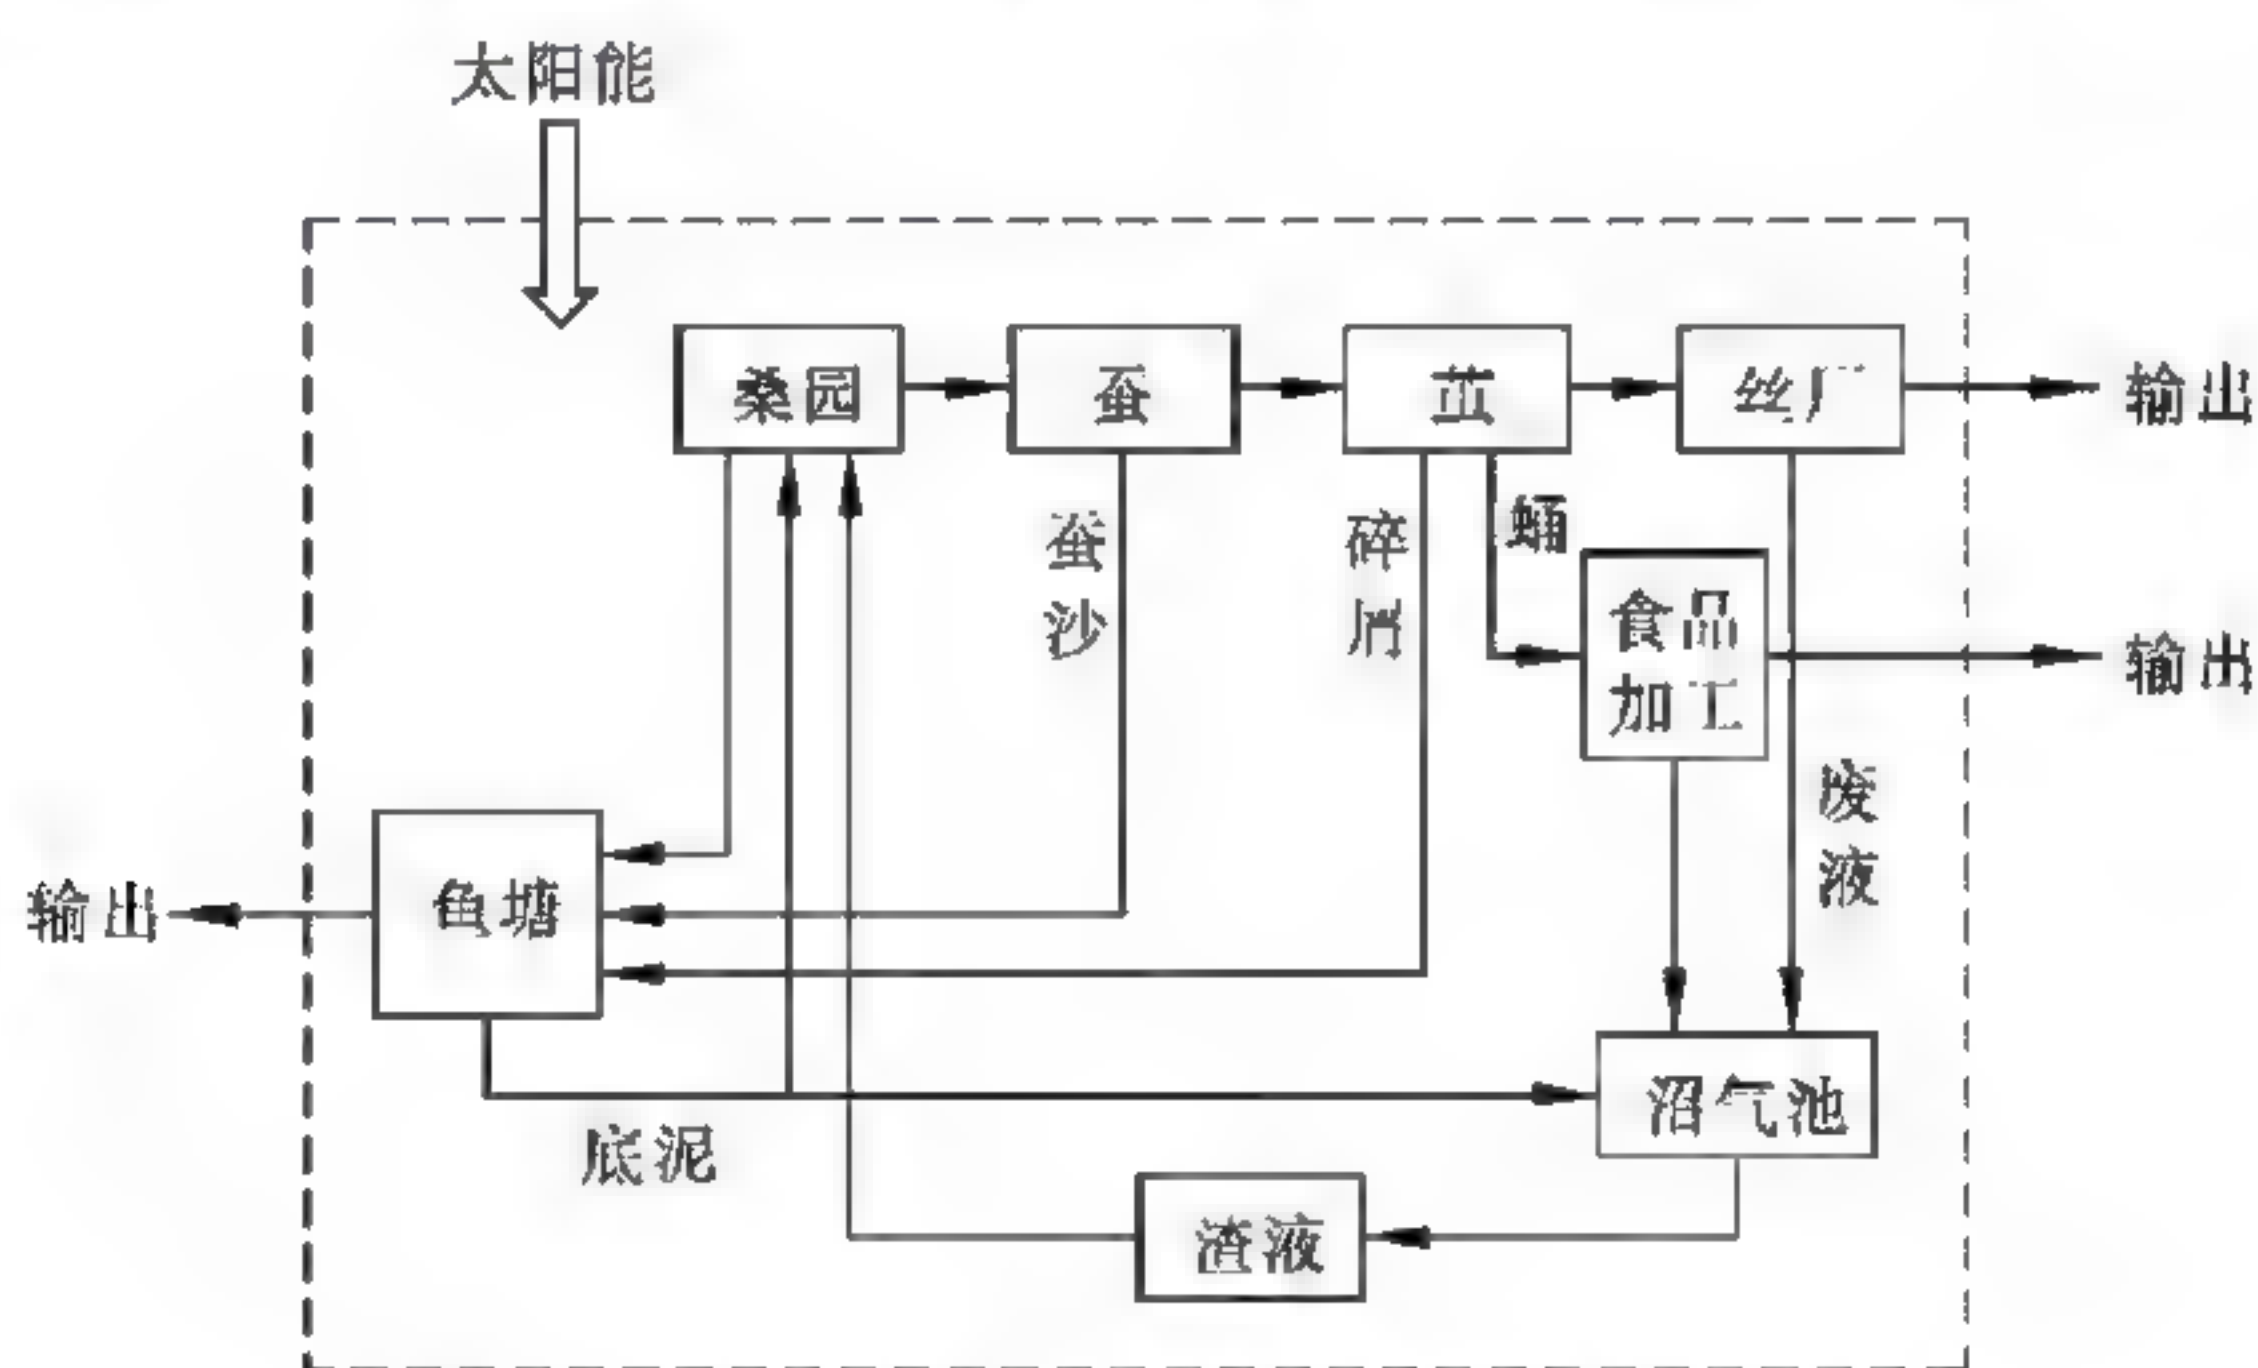 太阳能
桑园
蚕
茧
丝厂
输出
蚕沙
碎屑
蛹
食品
加工
输出
废液
鱼塘
输出
底泥
沼气池
渣液